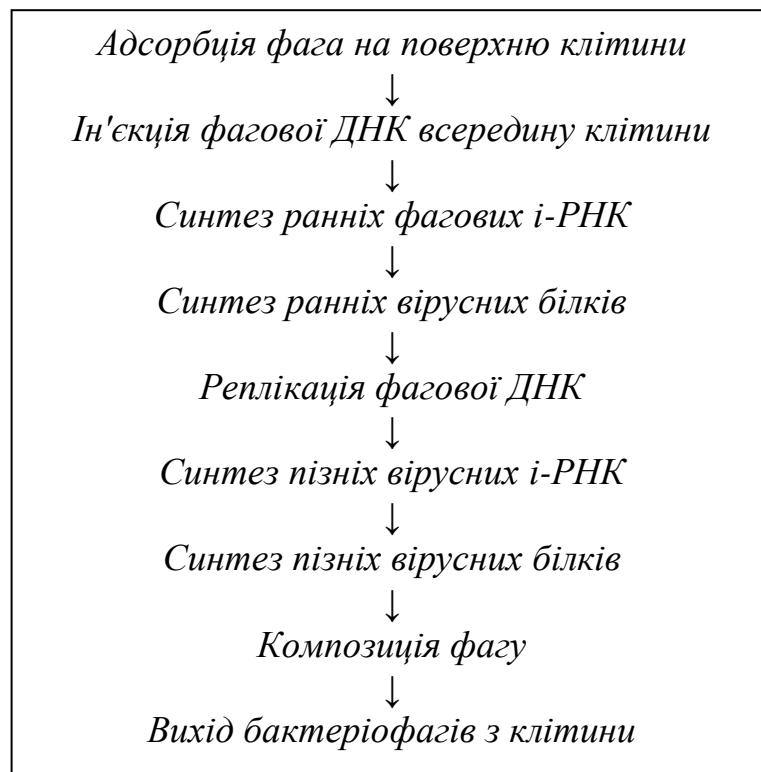 Адсорбція фага на поверхню клітини
↓
Ін'єкція фагової ДНК всередину клітини
↓
Синтез ранніх фагових і-РНК
↓
Синтез ранніх вірусних білків
↓
Реплікація фагової ДНК
↓
Синтез пізніх вірусних і-РНК
↓
Синтез пізніх вірусних білків
↓
Композиція фагу
↓
Вихід бактеріофагів з клітини